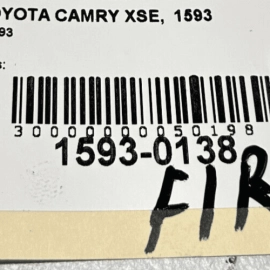 OYOTA CAMRY XSE, 1593
93
s:
3000000050198
1593-0138
FIR